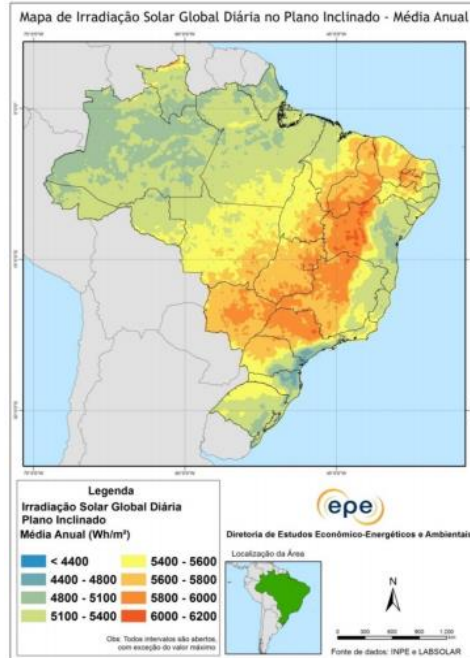 Mapa de Irradiação Solar Global Diária no Plano Inclinado - Média Anual
Legenda
Irradiação Solar Global Diária
Plano Inclinado
Média Anual (Wh/m²)
< 4400
4400 - 4800
4800 - 5100
5100 - 5400
5400 - 5600
5600 - 5800
5800 - 6000
6000 - 6200
Obs: Todos intervalos são abertos,
com exceção do valor máximo
epe
Diretoria de Estudos Econômico-Energéticos e Ambientais
Localização da Área
N
Fonte de dados: INPE e LABSOLAR